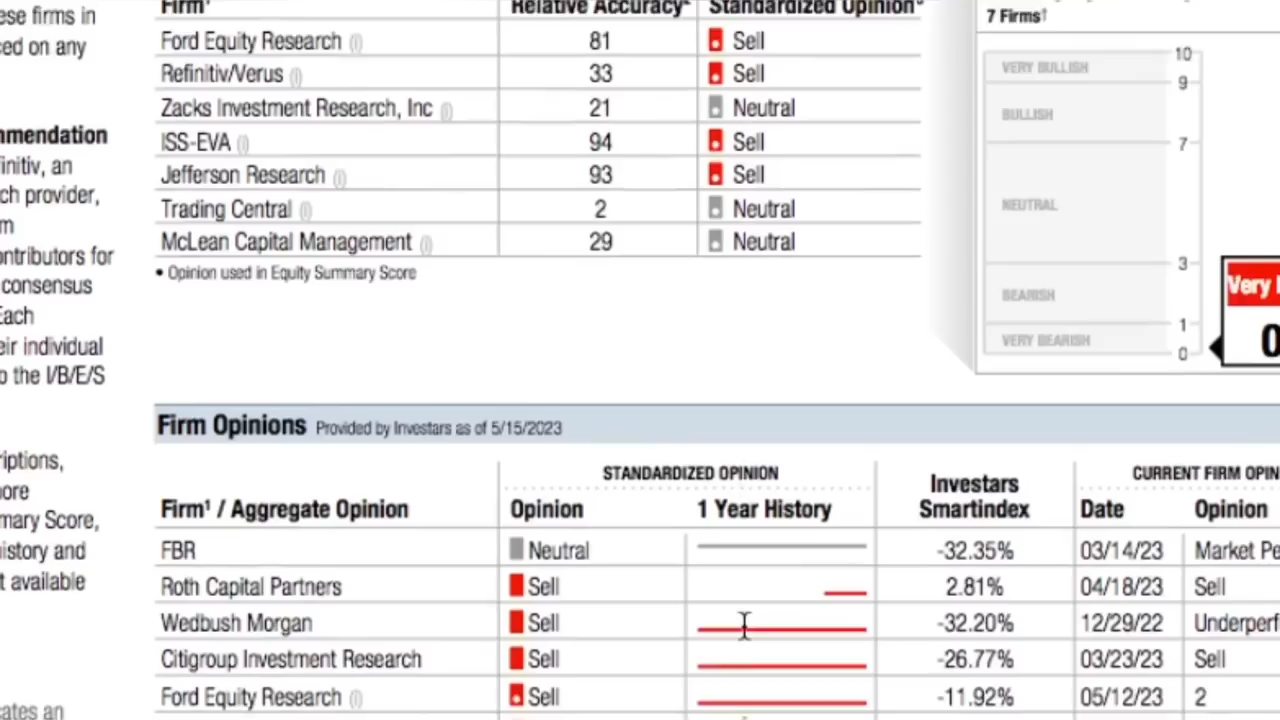 ese firms in
ced on any
mmendation
finitiv, an
ch provider,
m
ontributors for
consensus
Each
eir individual
o the I/B/E/S
riptions,
nore
mary Score,
istory and
t available
cates an
Firm¹ Relative Accuracy² Standardized Opinion³
Ford Equity Research (i) 81 Sell
Refinitiv/Verus (i) 33 Sell
Zacks Investment Research, Inc (i) 21 Neutral
ISS-EVA (i) 94 Sell
Jefferson Research (i) 93 Sell
Trading Central (i) 2 Neutral
McLean Capital Management (i) 29 Neutral
• Opinion used in Equity Summary Score
7 Firms†
10
VERY BULLISH
9
BULLISH
7
NEUTRAL
3
BEARISH
1
VERY BEARISH
0
Very
0
Firm Opinions Provided by Investars as of 5/15/2023
STANDARDIZED OPINION Investars CURRENT FIRM OPIN
Firm¹ / Aggregate Opinion Opinion 1 Year History Smartindex Date Opinion
FBR Neutral -32.35% 03/14/23 Market Pe
Roth Capital Partners Sell 2.81% 04/18/23 Sell
Wedbush Morgan Sell -32.20% 12/29/22 Underperf
Citigroup Investment Research Sell -26.77% 03/23/23 Sell
Ford Equity Research (i) Sell -11.92% 05/12/23 2